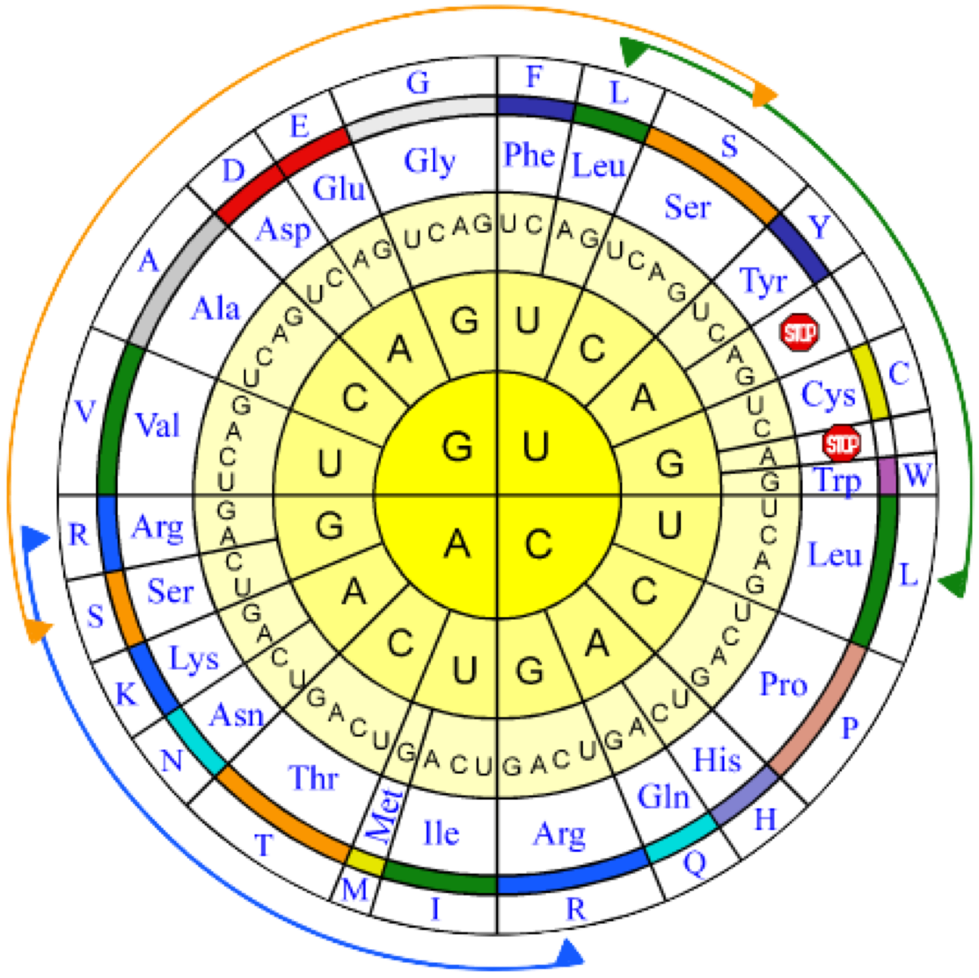 F
L
S
Y
C
W
L
P
H
Q
R
I
M
T
N
K
S
R
V
A
D
E
G
Phe
Leu
Ser
Tyr
STOP
Cys
STOP
Trp
Leu
Pro
His
Gln
Arg
Ile
Met
Thr
Asn
Lys
Ser
Arg
Val
Ala
Asp
Glu
Gly
U C A G U C A G U C A G U C A G
U C A G U C A G U C A G U C A G
U C A G U C A G U C A G U C A G
U C A G U C A G U C A G U C A G
U C A G
U C A G
U C A G
U C A G
G U
A C